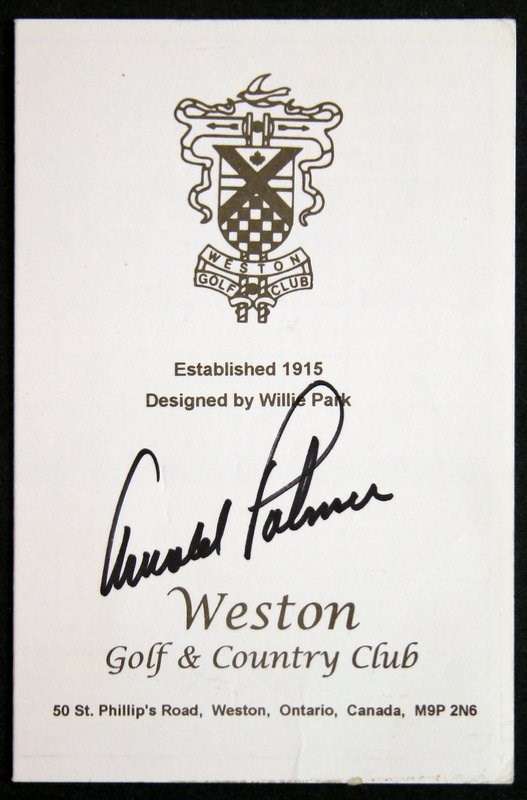 WESTON
GOLF CLUB
Established 1915
Designed by Willie Park
Arnold Palmer
Weston
Golf & Country Club
50 St. Phillip's Road, Weston, Ontario, Canada, M9P 2N6